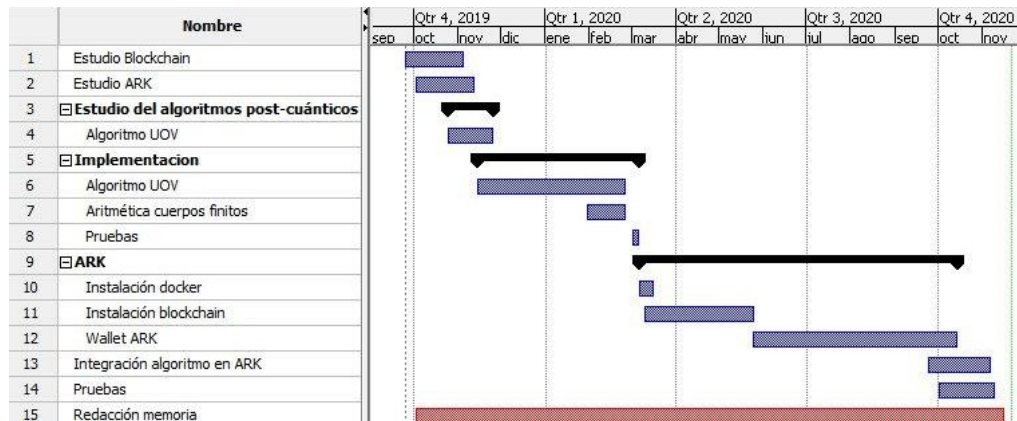 Nombre
Qtr 4, 2019 Qtr 1, 2020 Qtr 2, 2020 Qtr 3, 2020 Qtr 4, 2020
sep oct nov dic ene feb mar abr may jun jul ago sep oct nov
1 Estudio Blockchain
2 Estudio ARK
3 Estudio del algoritmos post-cuánticos
4 Algoritmo UOV
5 Implementacion
6 Algoritmo UOV
7 Aritmética cuerpos finitos
8 Pruebas
9 ARK
10 Instalación docker
11 Instalación blockchain
12 Wallet ARK
13 Integración algoritmo en ARK
14 Pruebas
15 Redacción memoria